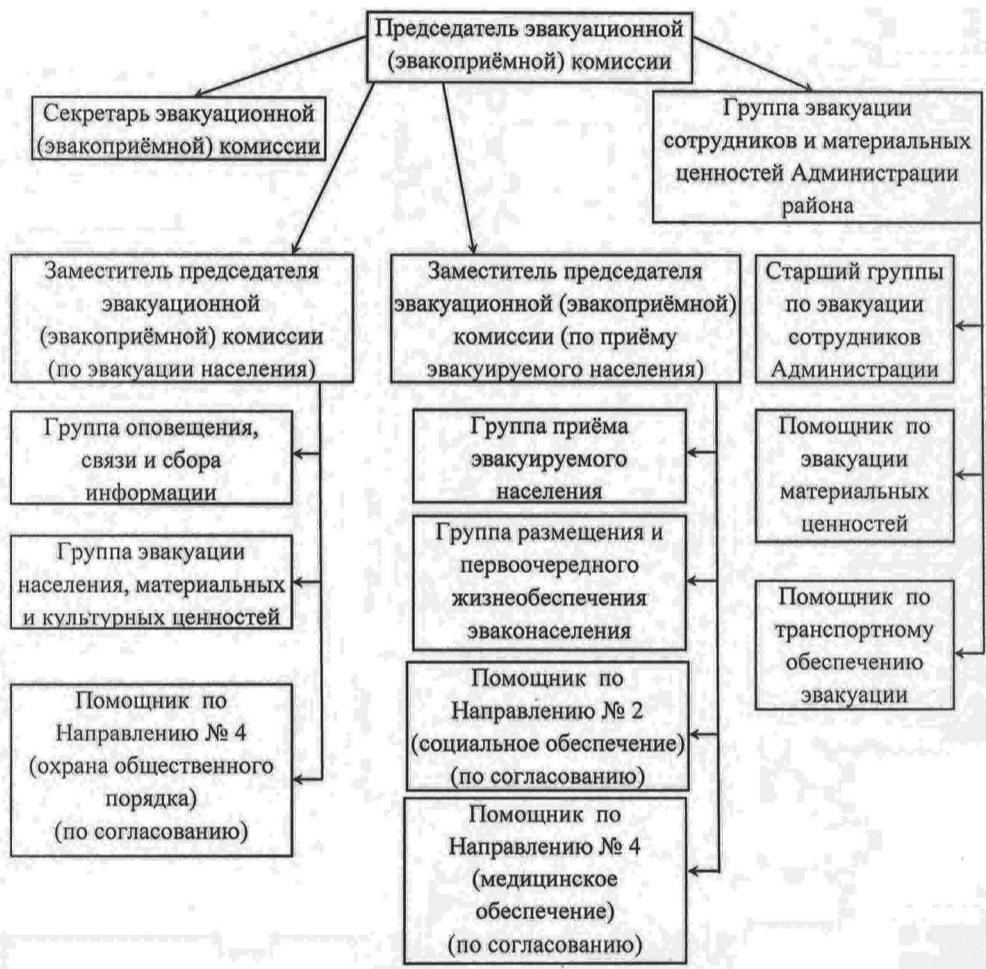 Председатель эвакуационной
(эвакоприёмной) комиссии
Секретарь эвакуационной
(эвакоприёмной) комиссии
Группа эвакуации
сотрудников и материальных
ценностей Администрации
района
Заместитель председателя
эвакуационной
(эвакоприёмной) комиссии
(по эвакуации населения)
Группа оповещения,
связи и сбора
информации
Группа эвакуации
населения, материальных
и культурных ценностей
Помощник по
Направлению № 4
(охрана общественного
порядка)
(по согласованию)
Заместитель председателя
эвакуационной (эвакоприёмной)
комиссии (по приёму
эвакуируемого населения)
Группа приёма
эвакуируемого
населения
Группа размещения и
первоочередного
жизнеобеспечения
эваконаселения
Помощник по
Направлению № 2
(социальное обеспечение)
(по согласованию)
Помощник по
Направлению № 4
(медицинское
обеспечение)
(по согласованию)
Старший группы
по эвакуации
сотрудников
Администрации
Помощник по
эвакуации
материальных
ценностей
Помощник по
транспортному
обеспечению
эвакуации